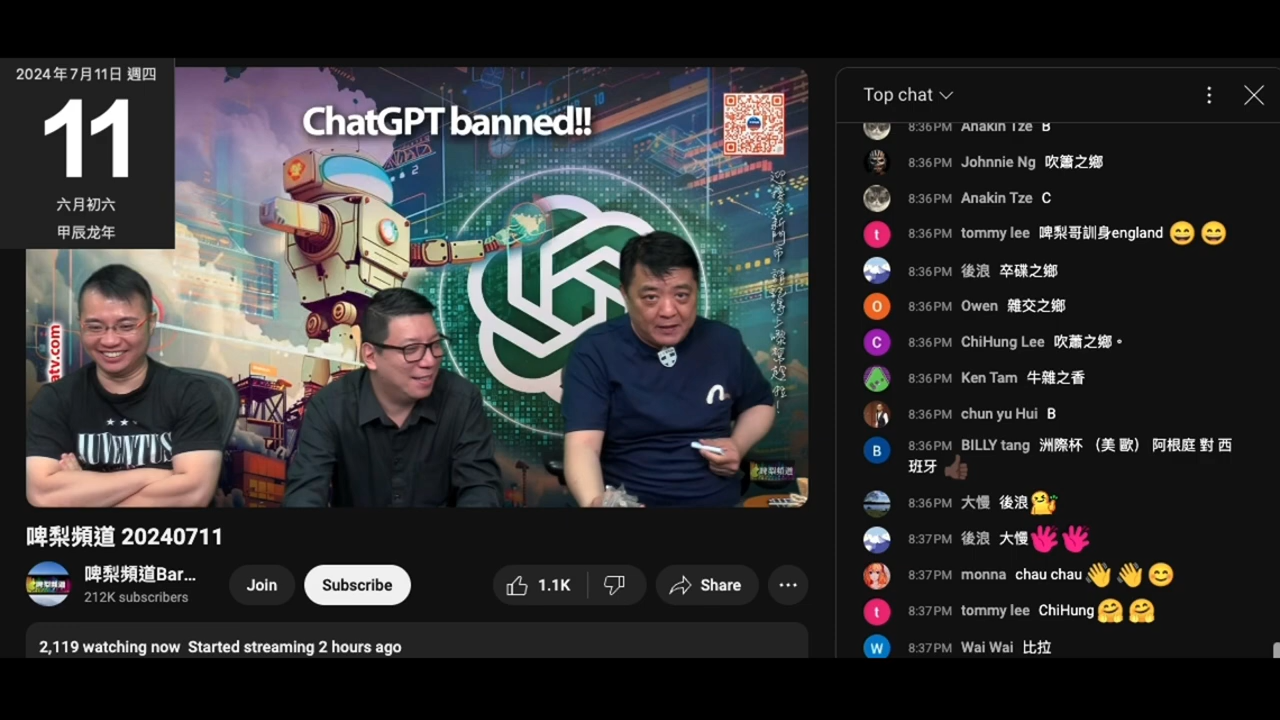 2024年7月11日 週四
11
六月初六
甲辰龙年
ChatGPT banned!!
atv.com
JUVENTUS
啤梨頻道
啤梨頻道 20240711
啤梨頻道Bar...
212K subscribers
Join
Subscribe
1.1K
Share
2,119 watching now Started streaming 2 hours ago
Top chat
8:36PM Anakin Tze B
8:36PM Johnnie Ng 吹簫之鄉
8:36PM Anakin Tze C
8:36PM tommy lee 啤梨哥訓身england 😄 😄
8:36PM 後浪 卒碟之鄉
8:36PM Owen 雜交之鄉
8:36PM ChiHung Lee 吹簫之鄉。
8:36PM Ken Tam 牛雜之香
8:36PM chun yu Hui B
8:36PM BILLY tang 洲際杯 （美 歐） 阿根庭 對 西
班牙
8:36PM 大慢 後浪
8:37PM 後浪 大慢
8:37PM monna chau chau 👋 👋 😊
8:37PM tommy lee ChiHung 🤗 🤗
8:37PM Wai Wai 比拉